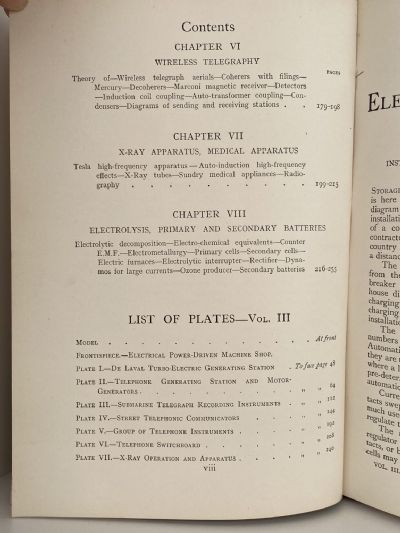 Contents
CHAPTER VI
WIRELESS TELEGRAPHY
PAGES
Theory of—Wireless telegraph aerials—Coherers with filings—
Mercury—Decoherers—Marconi magnetic receiver—Detectors
—Induction coil coupling—Auto-transformer coupling—Con-
densers—Diagrams of sending and receiving stations . . 179-198
CHAPTER VII
X-RAY APPARATUS, MEDICAL APPARATUS
Tesla high-frequency apparatus—Auto-induction high-frequency
effects—X-Ray tubes—Sundry medical appliances—Radio-
graphy . . . . . . . . 199-215
CHAPTER VIII
ELECTROLYSIS, PRIMARY AND SECONDARY BATTERIES
Electrolytic decomposition—Electro-chemical equivalents—Counter
E.M.F.—Electrometallurgy—Primary cells—Secondary cells—
Electric furnaces—Electrolytic interrupter—Rectifier—Dyna-
mos for large currents—Ozone producer—Secondary batteries 216-255
LIST OF PLATES—Vol. III
Model . . . . . . . At front
Frontispiece.—Electrical Power-Driven Machine Shop.
Plate I.—De Laval Turbo-Electric Generating Station . To face page 48
Plate II.—Telephone Generating Station and Motor-
Generators . . . . . . . " " 64
Plate III.—Submarine Telegraph Recording Instruments . " " 112
Plate IV.—Street Telephonic Communicators . . . " " 192
Plate V.—Group of Telephone Instruments . . . " "
Plate VI.—Telephone Switchboard . . . . " "
Plate VII.—X-Ray Operation and Apparatus . . . " " 240
viii
Ele
INST
Storage
is here
diagram
installati
of a co
contracto
country
a distanc
The
from the
breaker
house di
charging
charging
installatio
The
numbers
Automati
they are u
where a l
pre-deter
automatic
Curre
tacts swep
much use
regulate t
The
regulator
tacts, or b
cells may
VOL. III.